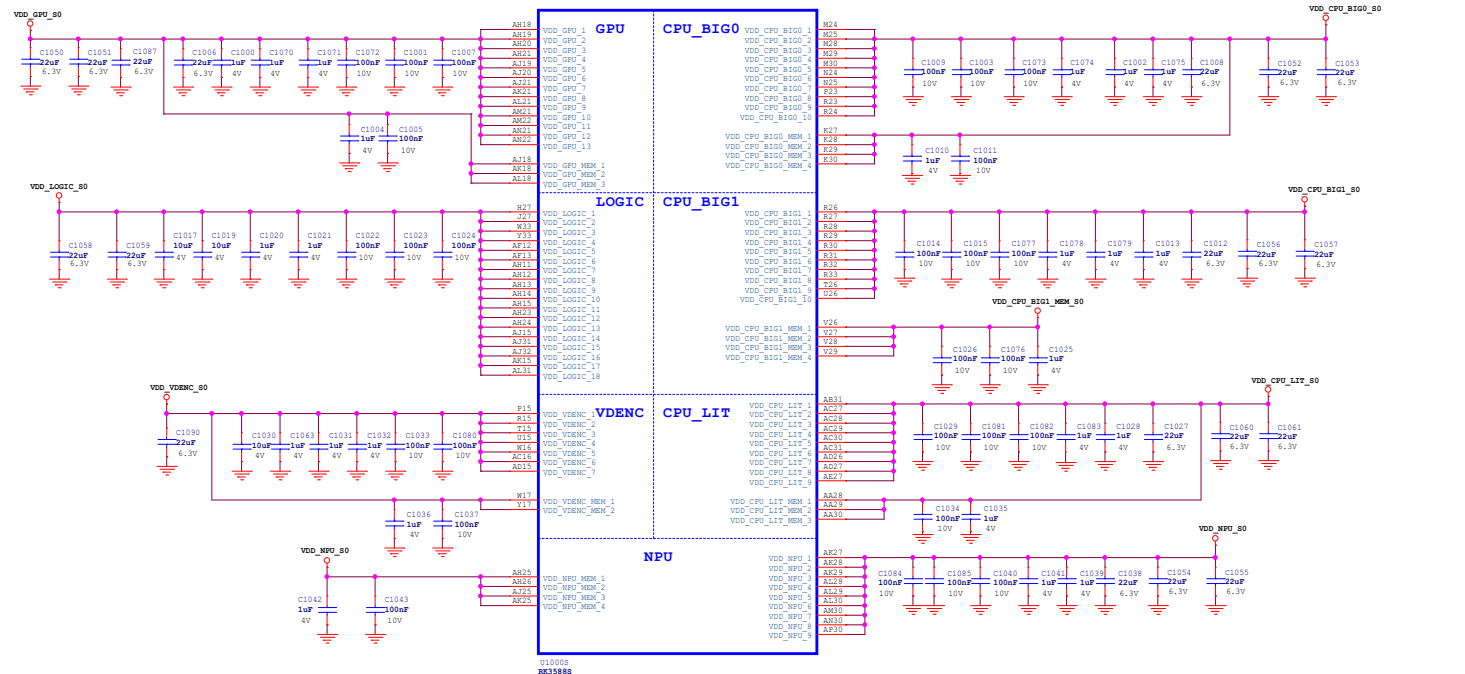 VDD_GPU_S0
C1050 22uF 6.3V
C1051 22uF 6.3V
C1087 22uF 6.3V
C1006 22uF 6.3V
C1000 1uF 4V
C1070 1uF 4V
C1071 1uF 4V
C1072 100nF 10V
C1001 100nF 10V
C1007 100nF 10V
C1004 1uF 4V
C1005 100nF 10V
GPU
AH18 VDD_GPU_1
AH19 VDD_GPU_2
AH20 VDD_GPU_3
AH21 VDD_GPU_4
AJ19 VDD_GPU_5
AJ20 VDD_GPU_6
AJ21 VDD_GPU_7
AK21 VDD_GPU_8
AL21 VDD_GPU_9
AM21 VDD_GPU_10
AM22 VDD_GPU_11
AN21 VDD_GPU_12
AN22 VDD_GPU_13
AJ18 VDD_GPU_MEM_1
AK18 VDD_GPU_MEM_2
AL18 VDD_GPU_MEM_3
CPU_BIG0
VDD_CPU_BIG0_1 M24
VDD_CPU_BIG0_2 M25
VDD_CPU_BIG0_3 M28
VDD_CPU_BIG0_4 M29
VDD_CPU_BIG0_5 M30
VDD_CPU_BIG0_6 N24
VDD_CPU_BIG0_7 N25
VDD_CPU_BIG0_8 P23
VDD_CPU_BIG0_9 R23
VDD_CPU_BIG0_10 R24
VDD_CPU_BIG0_MEM_1 K27
VDD_CPU_BIG0_MEM_2 K28
VDD_CPU_BIG0_MEM_3 K29
VDD_CPU_BIG0_MEM_4 K30
VDD_CPU_BIG0_S0
C1009 100nF 10V
C1003 100nF 10V
C1073 100nF 10V
C1074 1uF 4V
C1002 1uF 4V
C1075 1uF 4V
C1008 22uF 6.3V
C1052 22uF 6.3V
C1053 22uF 6.3V
C1010 1uF 4V
C1011 100nF 10V
VDD_LOGIC_S0
C1058 22uF 6.3V
C1059 22uF 6.3V
C1017 10uF 4V
C1019 10uF 4V
C1020 1uF 4V
C1021 1uF 4V
C1022 100nF 10V
C1023 100nF 10V
C1024 100nF 10V
LOGIC
H27 VDD_LOGIC_1
J27 VDD_LOGIC_2
W33 VDD_LOGIC_3
Y33 VDD_LOGIC_4
AF12 VDD_LOGIC_5
AF13 VDD_LOGIC_6
AH11 VDD_LOGIC_7
AH12 VDD_LOGIC_8
AH13 VDD_LOGIC_9
AH14 VDD_LOGIC_10
AH15 VDD_LOGIC_11
AH23 VDD_LOGIC_12
AH24 VDD_LOGIC_13
AJ15 VDD_LOGIC_14
AJ31 VDD_LOGIC_15
AJ32 VDD_LOGIC_16
AK15 VDD_LOGIC_17
AL31 VDD_LOGIC_18
CPU_BIG1
VDD_CPU_BIG1_1 R26
VDD_CPU_BIG1_2 R27
VDD_CPU_BIG1_3 R28
VDD_CPU_BIG1_4 R29
VDD_CPU_BIG1_5 R30
VDD_CPU_BIG1_6 R31
VDD_CPU_BIG1_7 R32
VDD_CPU_BIG1_8 R33
VDD_CPU_BIG1_9 T26
VDD_CPU_BIG1_10 U26
VDD_CPU_BIG1_MEM_1 V26
VDD_CPU_BIG1_MEM_2 V27
VDD_CPU_BIG1_MEM_3 V28
VDD_CPU_BIG1_MEM_4 V29
VDD_CPU_BIG1_S0
C1014 100nF 10V
C1015 100nF 10V
C1077 100nF 10V
C1078 1uF 4V
C1079 1uF 4V
C1013 1uF 4V
C1012 22uF 6.3V
C1056 22uF 6.3V
C1057 22uF 6.3V
VDD_CPU_BIG1_MEM_S0
C1026 100nF 10V
C1076 100nF 10V
C1025 1uF 4V
VDD_VDENC_S0
C1090 22uF 6.3V
C1030 10uF 4V
C1063 1uF 4V
C1031 1uF 4V
C1032 1uF 4V
C1033 100nF 10V
C1080 100nF 10V
C1036 1uF 4V
C1037 100nF 10V
VDENC
P15 VDD_VDENC_1
R15 VDD_VDENC_2
T15 VDD_VDENC_3
U15 VDD_VDENC_4
W16 VDD_VDENC_5
AC16 VDD_VDENC_6
AD15 VDD_VDENC_7
W17 VDD_VDENC_MEM_1
Y17 VDD_VDENC_MEM_2
CPU_LIT
VDD_CPU_LIT_1 AB31
VDD_CPU_LIT_2 AC27
VDD_CPU_LIT_3 AC28
VDD_CPU_LIT_4 AC29
VDD_CPU_LIT_5 AC30
VDD_CPU_LIT_6 AC31
VDD_CPU_LIT_7 AD26
VDD_CPU_LIT_8 AD27
VDD_CPU_LIT_9 AE27
VDD_CPU_LIT_MEM_1 AA28
VDD_CPU_LIT_MEM_2 AA29
VDD_CPU_LIT_MEM_3 AA30
VDD_CPU_LIT_S0
C1029 100nF 10V
C1081 100nF 10V
C1082 100nF 10V
C1083 1uF 4V
C1028 1uF 4V
C1027 22uF 6.3V
C1060 22uF 6.3V
C1061 22uF 6.3V
C1034 100nF 10V
C1035 1uF 4V
VDD_NPU_S0
C1042 1uF 4V
C1043 100nF 10V
NPU
AH25 VDD_NPU_MEM_1
AH26 VDD_NPU_MEM_2
AJ25 VDD_NPU_MEM_3
AK25 VDD_NPU_MEM_4
VDD_NPU_1 AK27
VDD_NPU_2 AK28
VDD_NPU_3 AK29
VDD_NPU_4 AL28
VDD_NPU_5 AL29
VDD_NPU_6 AL30
VDD_NPU_7 AM30
VDD_NPU_8 AN30
VDD_NPU_9 AP30
VDD_NPU_S0
C1084 100nF 10V
C1085 100nF 10V
C1040 100nF 10V
C1041 1uF 4V
C1039 1uF 4V
C1038 22uF 6.3V
C1054 22uF 6.3V
C1055 22uF 6.3V
U1000S
RK3588S